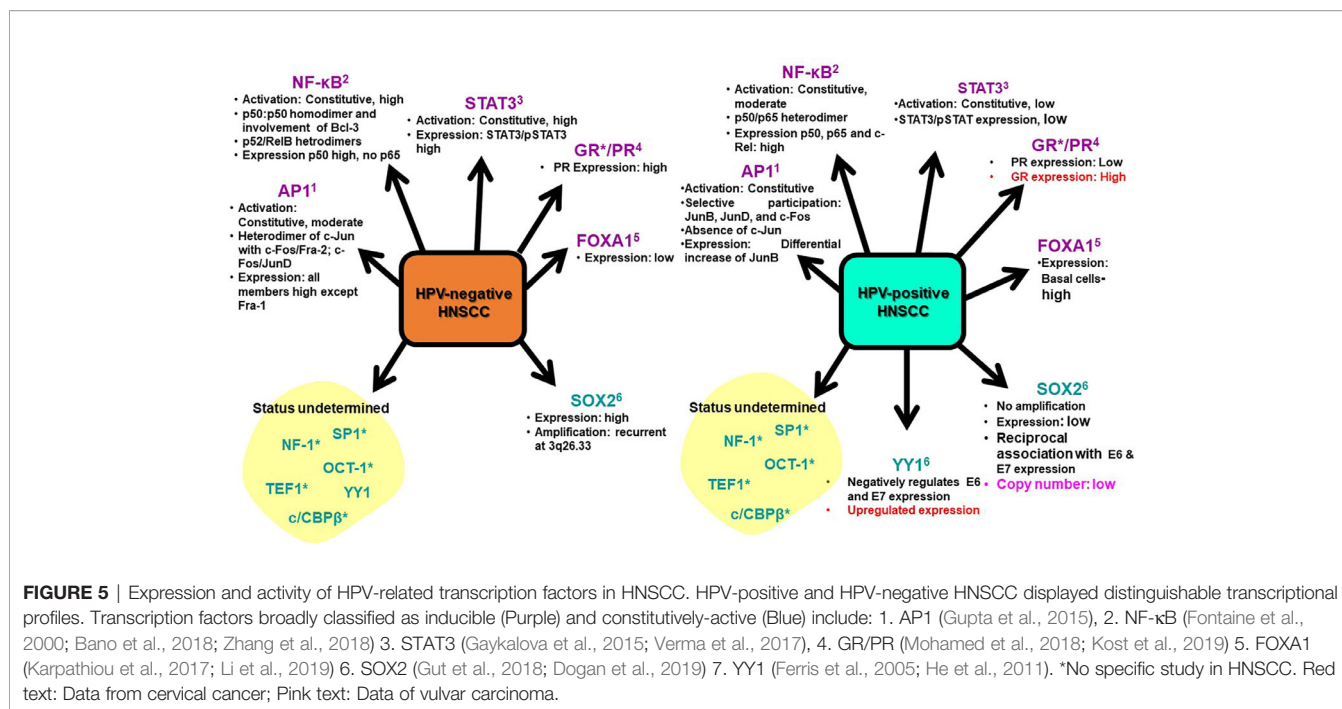 NF-κB²
• Activation: Constitutive, high
• p50:p50 homodimer and
involvement of Bcl-3
• p52/RelB hetrodimers
• Expression p50 high, no p65
STAT3³
• Activation: Constitutive, high
• Expression: STAT3/pSTAT3
high
GR*/PR⁴
• PR Expression: high
AP1¹
• Activation:
Constitutive, moderate
• Heterodimer of c-Jun
with c-Fos/Fra-2; c-
Fos/JunD
• Expression: all
members high except
Fra-1
FOXA1⁵
• Expression: low
HPV-negative
HNSCC
SOX2⁶
• Expression: high
• Amplification: recurrent
at 3q26.33
Status undetermined
SP1*
NF-1*
OCT-1*
TEF1*
YY1
c/CBPβ*
NF-κB²
• Activation: Constitutive,
moderate
• p50/p65 heterodimer
• Expression p50, p65 and c-
Rel: high
STAT3³
•Activation: Constitutive, low
•STAT3/pSTAT expression, low
GR*/PR⁴
• PR expression: Low
• GR expression: High
AP1¹
•Activation: Constitutive
•Selective participation:
JunB, JunD, and c-Fos
•Absence of c-Jun
•Expression: Differential
increase of JunB
FOXA1⁵
•Expression:
Basal cells-
high
HPV-positive
HNSCC
SOX2⁶
• No amplification
• Expression: low
• Reciprocal
association with E6 &
E7 expression
• Copy number: low
YY1⁶
• Negatively regulates E6
and E7 expression
• Upregulated expression
Status undetermined
SP1*
NF-1*
OCT-1*
TEF1*
c/CBPβ*
FIGURE 5 | Expression and activity of HPV-related transcription factors in HNSCC. HPV-positive and HPV-negative HNSCC displayed distinguishable transcriptional
profiles. Transcription factors broadly classified as inducible (Purple) and constitutively-active (Blue) include: 1. AP1 (Gupta et al., 2015), 2. NF-κB (Fontaine et al.,
2000; Bano et al., 2018; Zhang et al., 2018) 3. STAT3 (Gaykalova et al., 2015; Verma et al., 2017), 4. GR/PR (Mohamed et al., 2018; Kost et al., 2019) 5. FOXA1
(Karpathiou et al., 2017; Li et al., 2019) 6. SOX2 (Gut et al., 2018; Dogan et al., 2019) 7. YY1 (Ferris et al., 2005; He et al., 2011). *No specific study in HNSCC. Red
text: Data from cervical cancer; Pink text: Data of vulvar carcinoma.